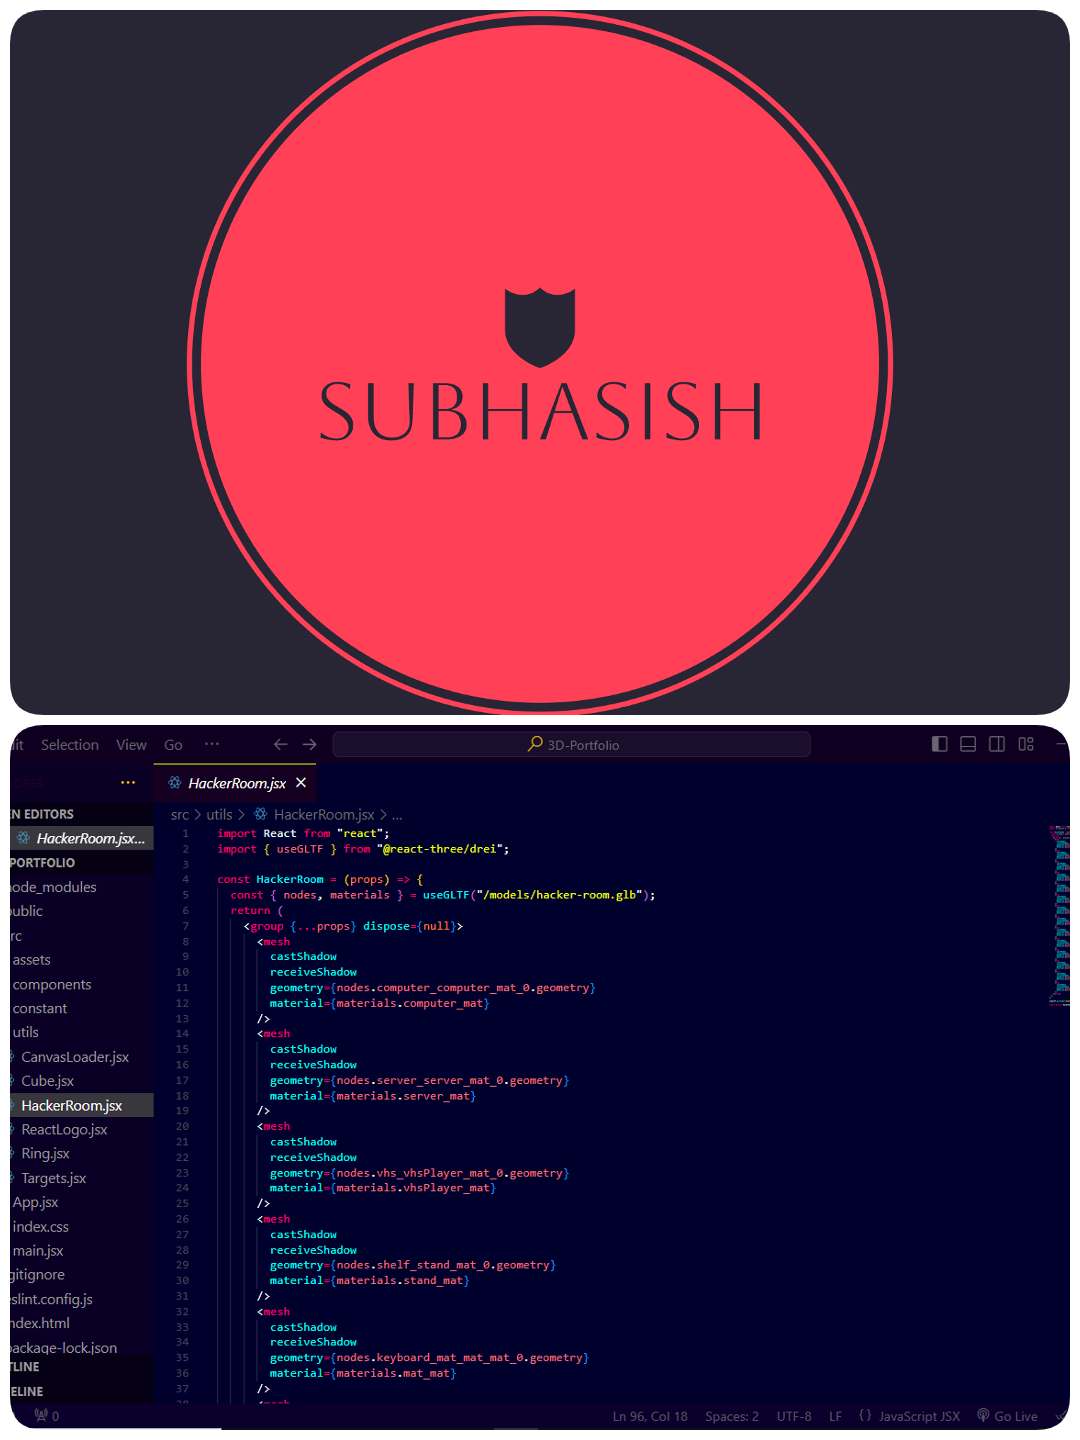 SUBHASISH
Selection View Go ··· 3D-Portfolio
···
HackerRoom.jsx
EN EDITORS
src > utils > HackerRoom.jsx > ...
HackerRoom.jsx...
PORTFOLIO
node_modules
public
src
assets
components
constant
utils
CanvasLoader.jsx
Cube.jsx
HackerRoom.jsx
ReactLogo.jsx
Ring.jsx
Targets.jsx
App.jsx
index.css
main.jsx
gitignore
eslint.config.js
index.html
package-lock.json
TLINE
ELINE
1 import React from "react";
2 import { useGLTF } from "@react-three/drei";
3
4 const HackerRoom = (props) => {
5 const { nodes, materials } = useGLTF("/models/hacker-room.glb");
6 return (
7 <group {...props} dispose={null}>
8 <mesh
9 castShadow
10 receiveShadow
11 geometry={nodes.computer_computer_mat_0.geometry}
12 material={materials.computer_mat}
13 />
14 <mesh
15 castShadow
16 receiveShadow
17 geometry={nodes.server_server_mat_0.geometry}
18 material={materials.server_mat}
19 />
20 <mesh
21 castShadow
22 receiveShadow
23 geometry={nodes.vhs_vhsPlayer_mat_0.geometry}
24 material={materials.vhsPlayer_mat}
25 />
26 <mesh
27 castShadow
28 receiveShadow
29 geometry={nodes.shelf_stand_mat_0.geometry}
30 material={materials.stand_mat}
31 />
32 <mesh
33 castShadow
34 receiveShadow
35 geometry={nodes.keyboard_mat_mat_mat_0.geometry}
36 material={materials.mat_mat}
37 />
0 Ln 96, Col 18 Spaces: 2 UTF-8 LF {} JavaScript JSX Go Live